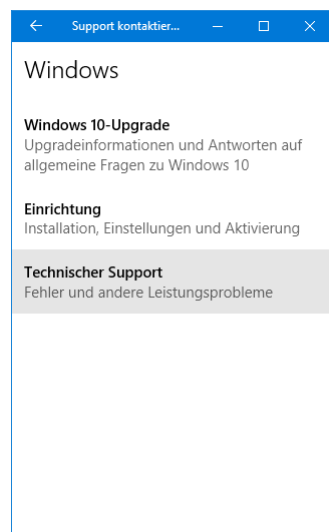 Support kontaktier...
Windows
Windows 10-Upgrade
Upgradeinformationen und Antworten auf
allgemeine Fragen zu Windows 10
Einrichtung
Installation, Einstellungen und Aktivierung
Technischer Support
Fehler und andere Leistungsprobleme